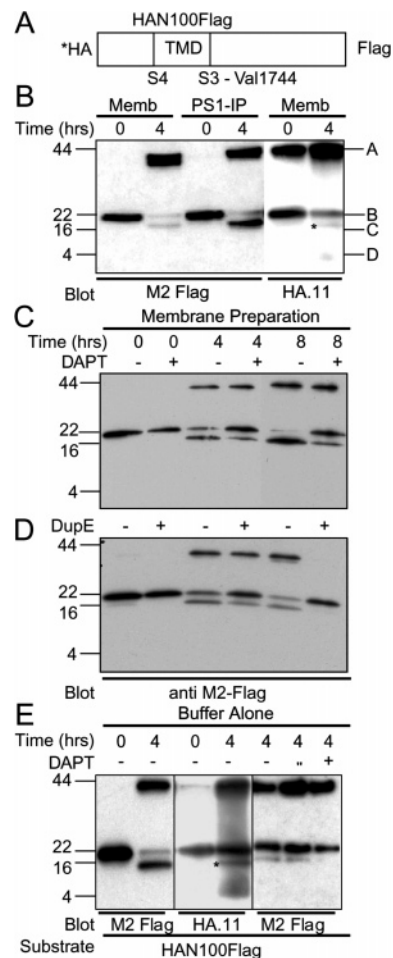 A
HAN100Flag
*HA TMD Flag
S4 S3 - Val1744
B
Memb PS1-IP Memb
Time (hrs) 0 4 0 4 0 4
44 A
22 B
16 * C
4 D
Blot M2 Flag HA.11
C
Membrane Preparation
Time (hrs) 0 0 4 4 8 8
DAPT - + - + - +
44
22
16
4
D
DupE - + - + - +
44
22
16
4
Blot anti M2-Flag
E
Buffer Alone
Time (hrs) 0 4 0 4 4 4 4
DAPT - - - - - " +
44
22
16 *
4
Blot M2 Flag HA.11 M2 Flag
Substrate HAN100Flag